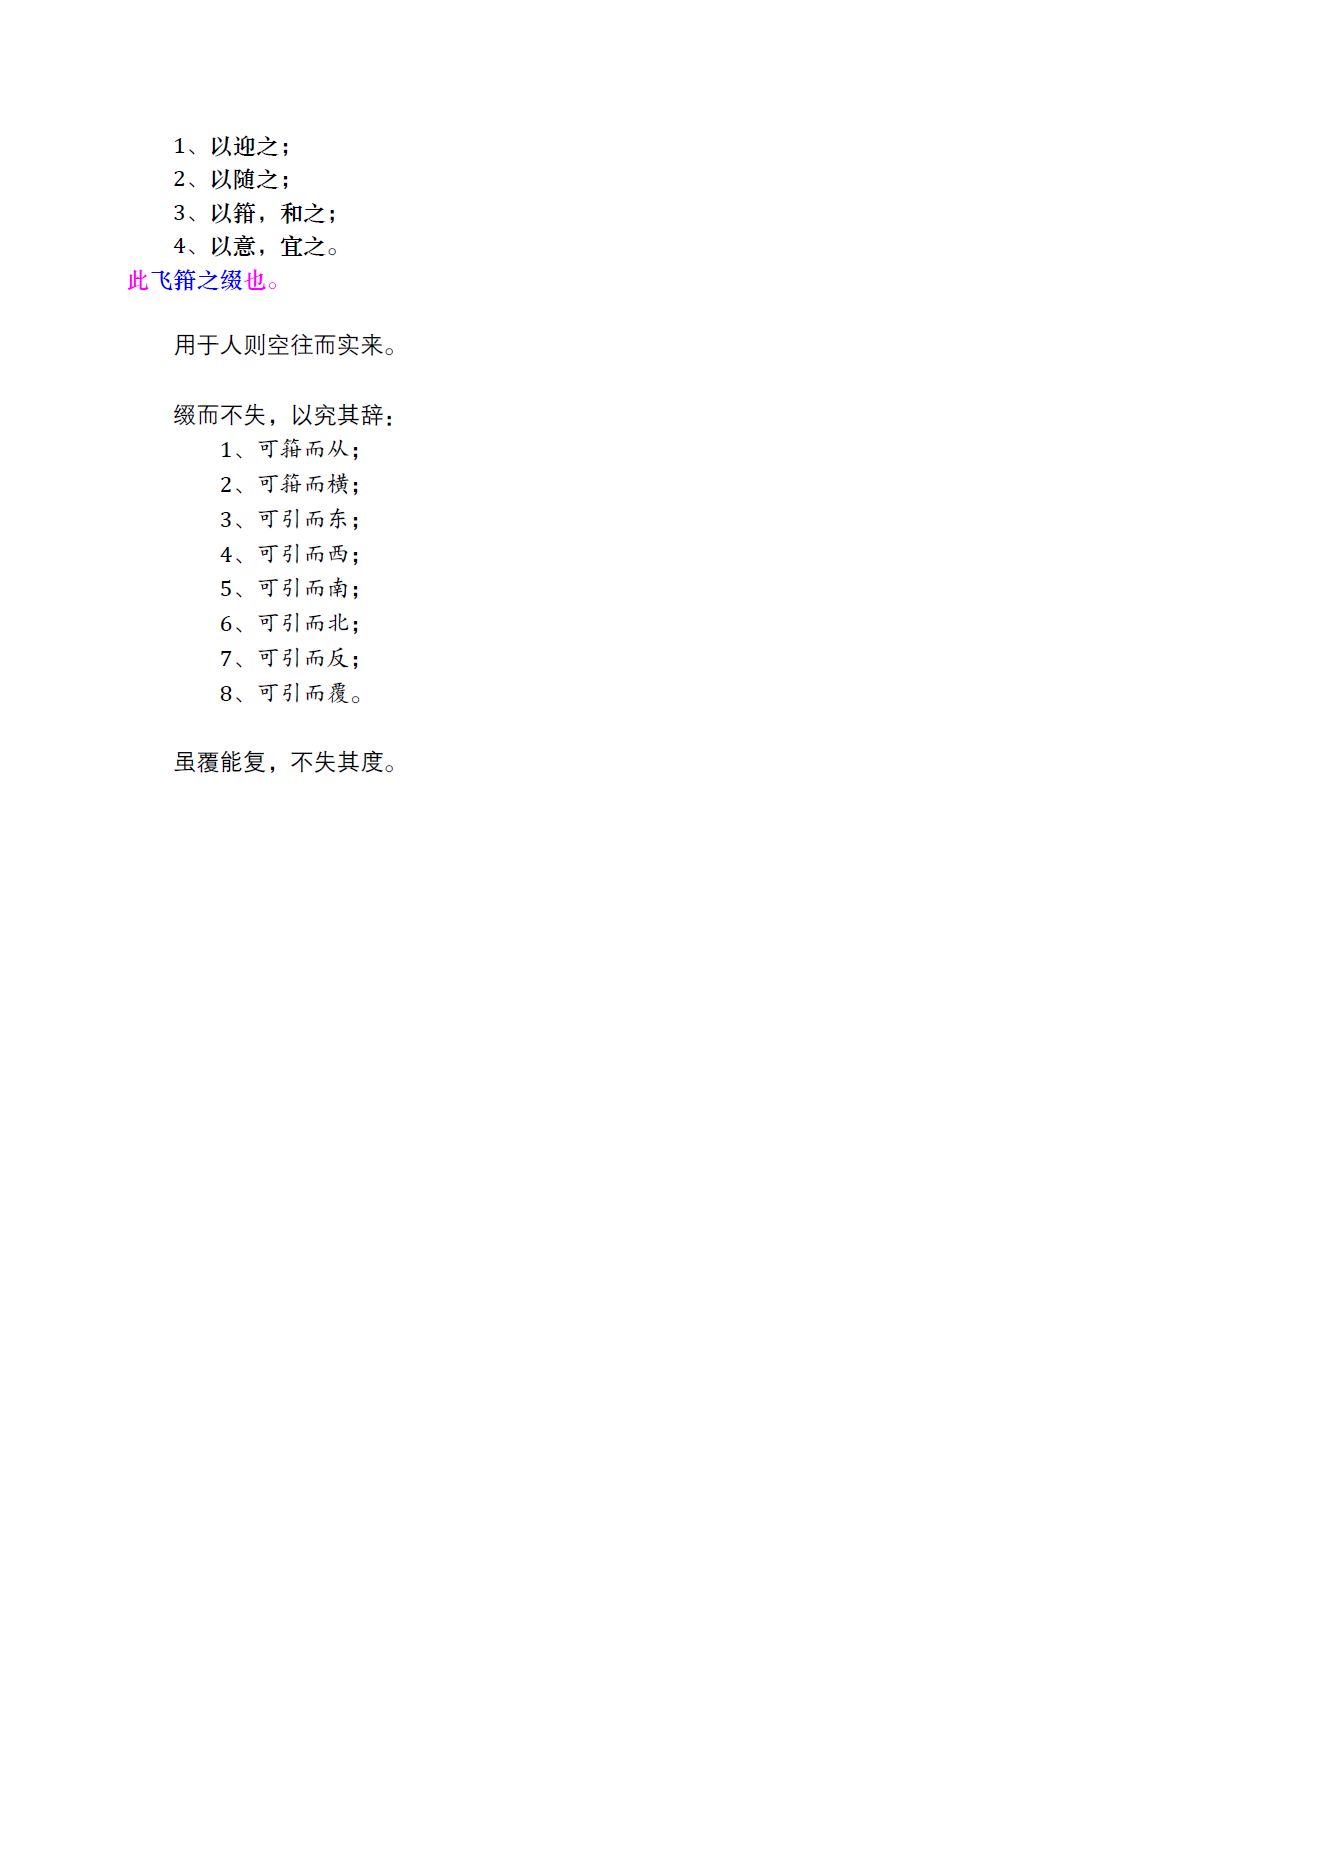 1、以迎之；
2、以随之；
3、以箝，和之；
4、以意，宜之。
此飞箝之缀也。
用于人则空往而实来。
缀而不失，以究其辞：
1、可箝而从；
2、可箝而横；
3、可引而东；
4、可引而西；
5、可引而南；
6、可引而北；
7、可引而反；
8、可引而覆。
虽覆能复，不失其度。